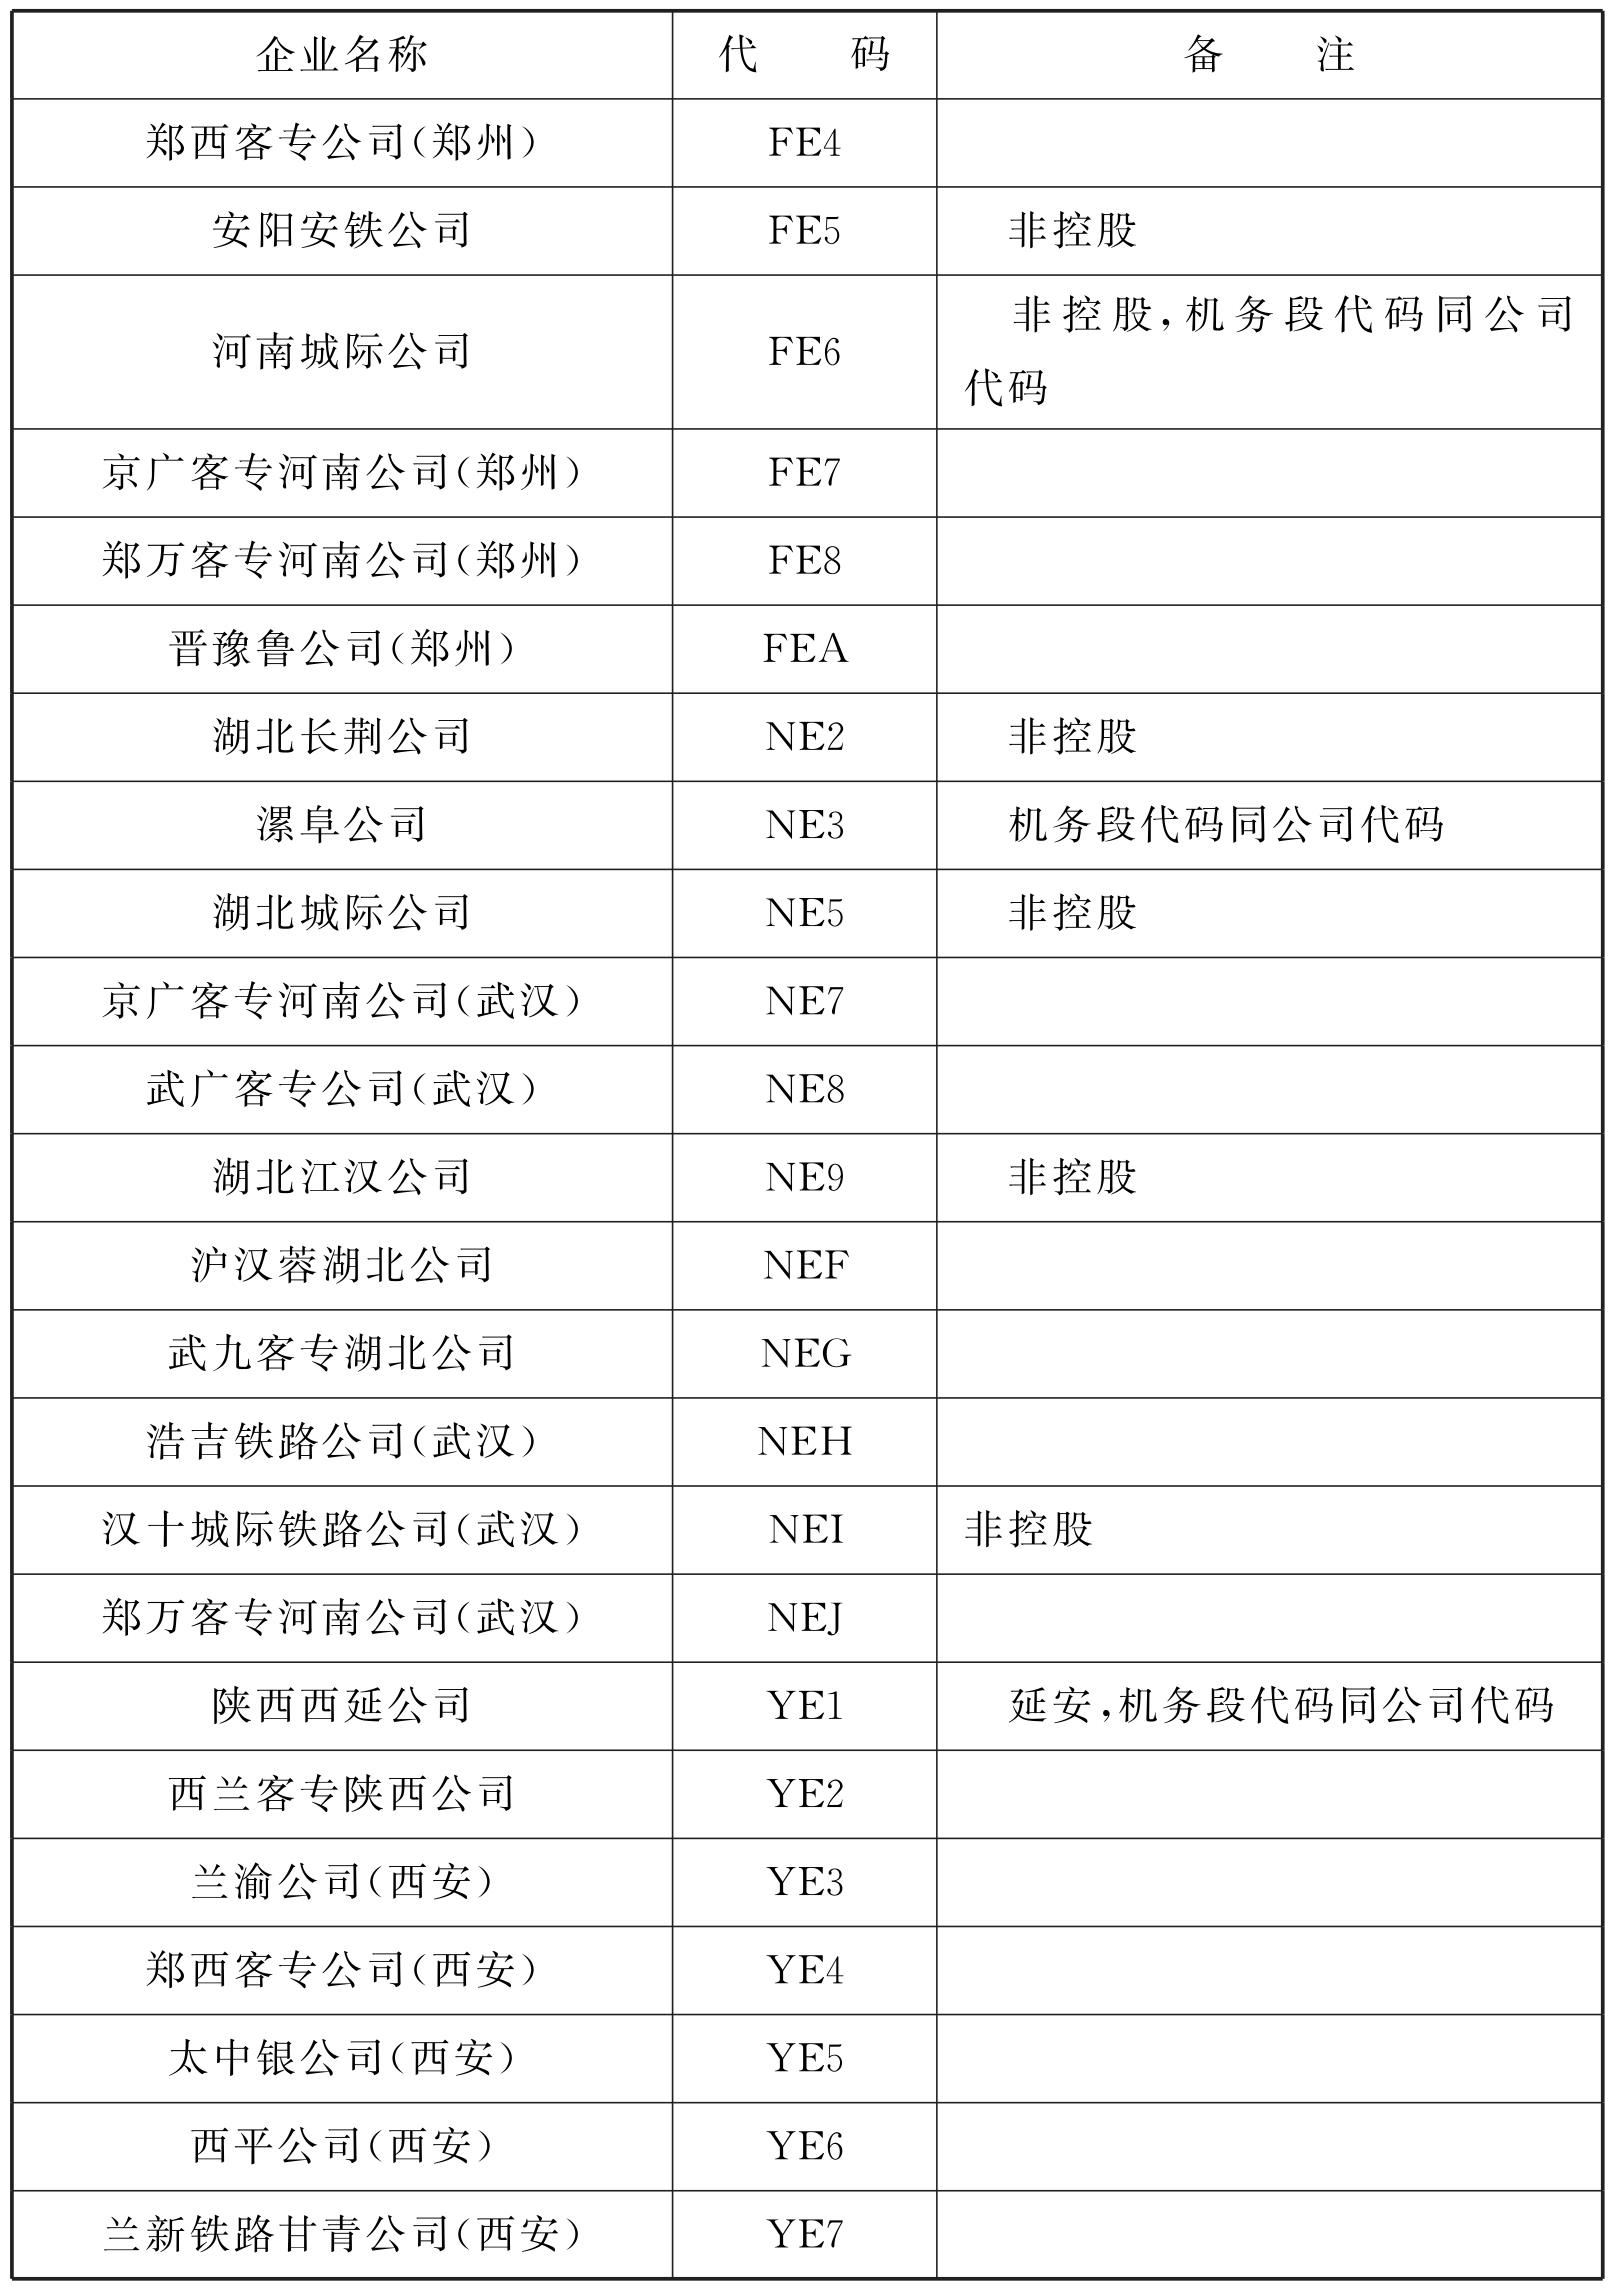 企业名称 代 码 备 注
郑西客专公司(郑州) FE4
安阳安铁公司 FE5 非控股
河南城际公司 FE6 非控股,机务段代码同公司
代码
京广客专河南公司(郑州) FE7
郑万客专河南公司(郑州) FE8
晋豫鲁公司(郑州) FEA
湖北长荆公司 NE2 非控股
漯阜公司 NE3 机务段代码同公司代码
湖北城际公司 NE5 非控股
京广客专河南公司(武汉) NE7
武广客专公司(武汉) NE8
湖北江汉公司 NE9 非控股
沪汉蓉湖北公司 NEF
武九客专湖北公司 NEG
浩吉铁路公司(武汉) NEH
汉十城际铁路公司(武汉) NEI 非控股
郑万客专河南公司(武汉) NEJ
陕西西延公司 YE1 延安,机务段代码同公司代码
西兰客专陕西公司 YE2
兰渝公司(西安) YE3
郑西客专公司(西安) YE4
太中银公司(西安) YE5
西平公司(西安) YE6
兰新铁路甘青公司(西安) YE7